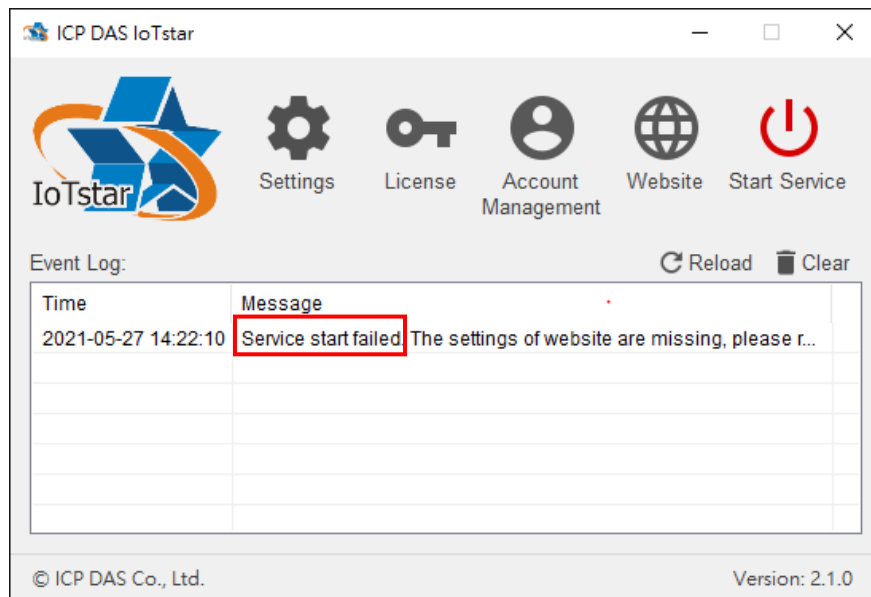 ICP DAS IoTstar
IoTstar
Settings
License
Account
Management
Website
Start Service
Event Log:
Reload
Clear
Time
Message
2021-05-27 14:22:10
Service start failed. The settings of website are missing, please r...
© ICP DAS Co., Ltd.
Version: 2.1.0